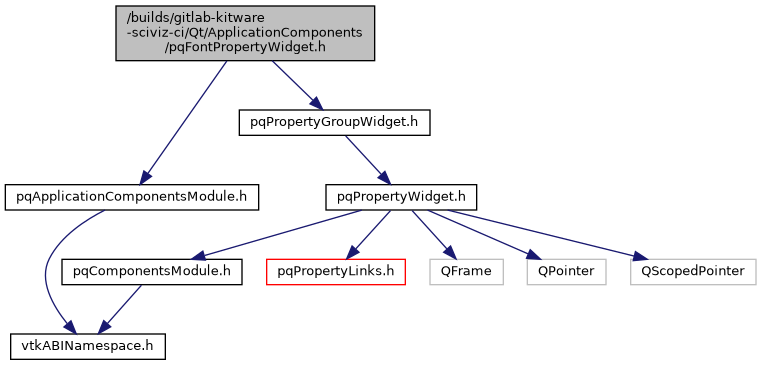 /builds/gitlab-kitware
-sciviz-ci/Qt/ApplicationComponents
/pqFontPropertyWidget.h
pqPropertyGroupWidget.h
pqApplicationComponentsModule.h
pqPropertyWidget.h
pqComponentsModule.h
pqPropertyLinks.h
QFrame
QPointer
QScopedPointer
vtkABINamespace.h